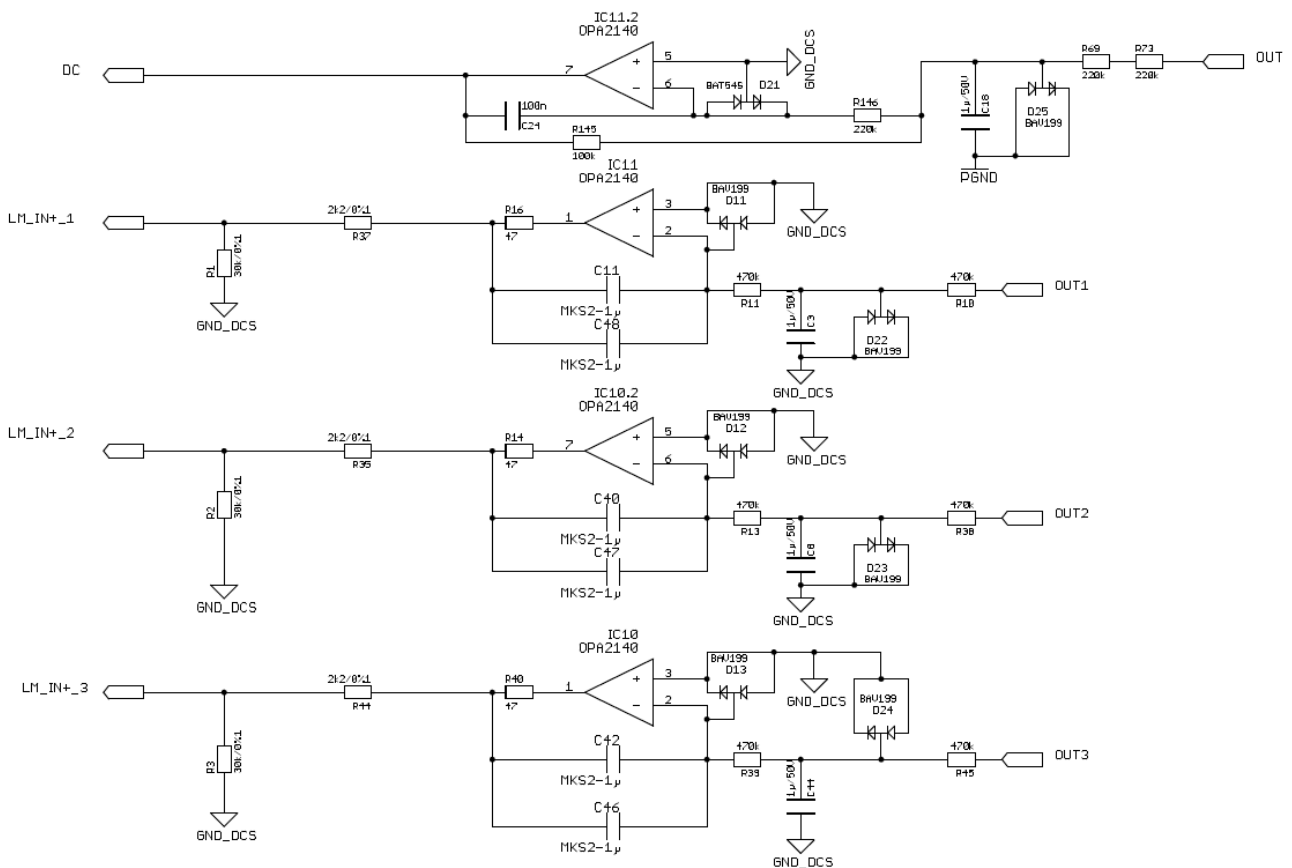 IC11.2
OPA2140
DC
7
5
6
+
-
GND_DCS
BAT54S
D21
100n
C24
R145
100k
R146
220k
1µ/50V
C18
D25
BAV199
PGND
R69
220k
R73
220k
OUT
IC11
OPA2140
LM_IN+_1
R1
30k/0%1
GND_DCS
2k2/0%1
R37
R16
47
1
3
2
+
-
BAV199
D11
GND_DCS
C11
MKS2-1µ
C48
MKS2-1µ
470k
R11
1µ/50V
C3
GND_DCS
D22
BAV199
470k
R18
OUT1
IC10.2
OPA2140
LM_IN+_2
R2
30k/0%1
GND_DCS
2k2/0%1
R35
R14
47
7
5
6
+
-
BAV199
D12
GND_DCS
C40
MKS2-1µ
C47
MKS2-1µ
470k
R13
1µ/50V
C6
GND_DCS
D23
BAV199
470k
R38
OUT2
IC10
OPA2140
LM_IN+_3
R3
30k/0%1
GND_DCS
2k2/0%1
R44
R40
47
1
3
2
+
-
BAV199
D13
GND_DCS
BAV199
D24
C42
MKS2-1µ
C46
MKS2-1µ
470k
R39
1µ/50V
C44
GND_DCS
470k
R45
OUT3